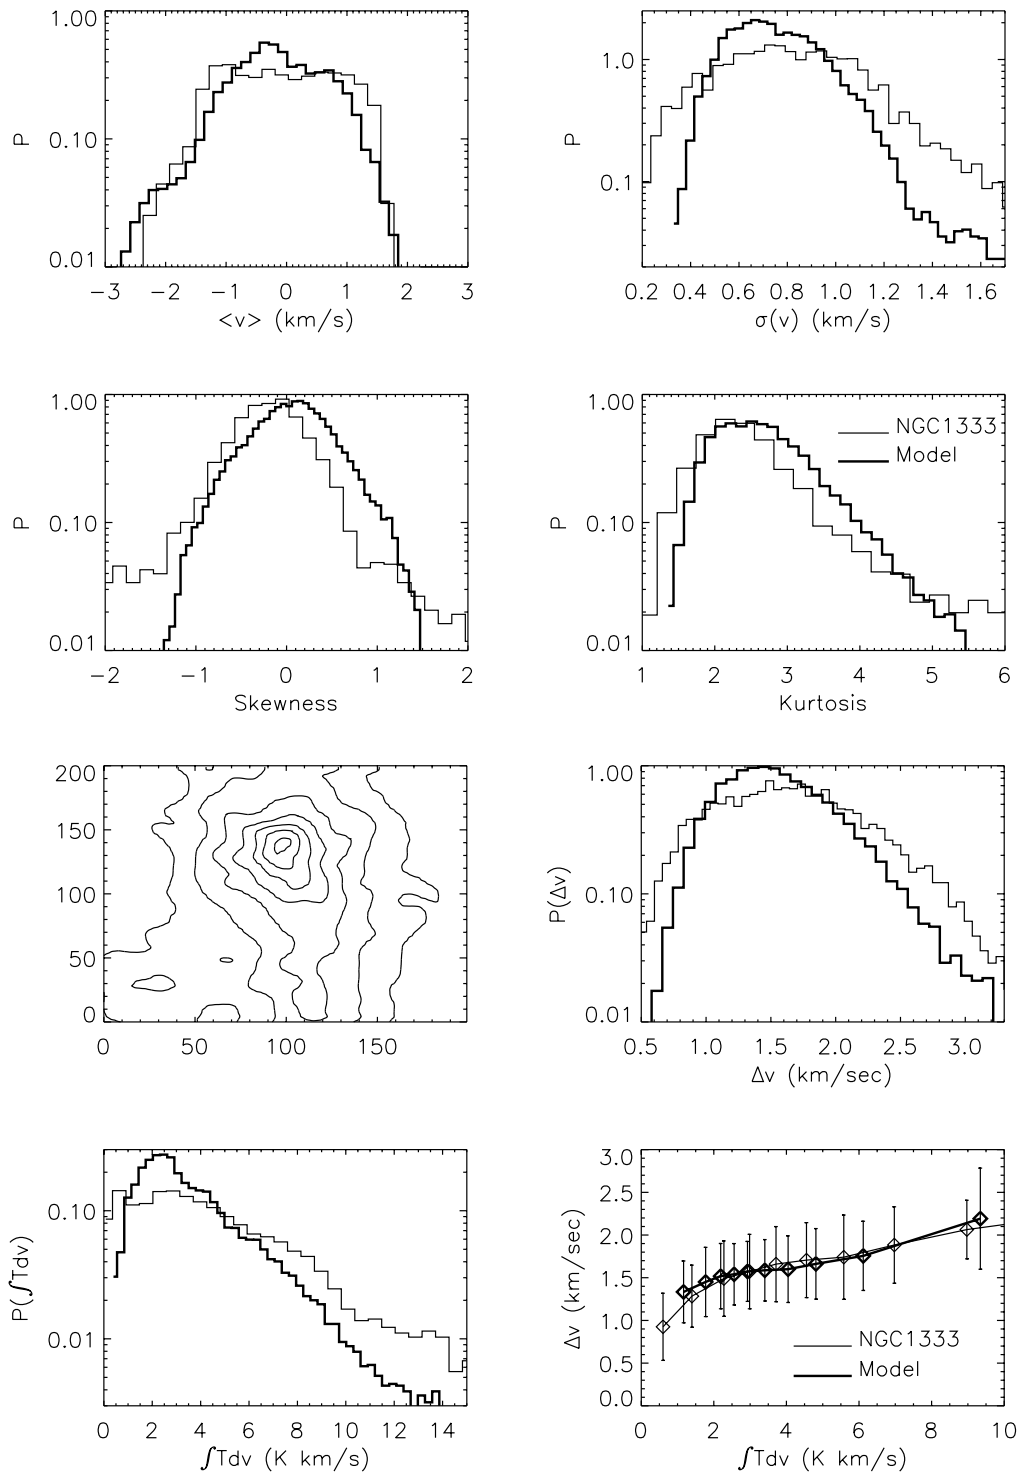 1.00
0.10
0.01
P
−3 −2 −1 0 1 2 3
<v> (km/s)
1.0
0.1
P
0.2 0.4 0.6 0.8 1.0 1.2 1.4 1.6
σ(v) (km/s)
1.00
0.10
0.01
P
−2 −1 0 1 2
Skewness
1.00
0.10
0.01
P
NGC1333
Model
1 2 3 4 5 6
Kurtosis
200
150
100
50
0
0 50 100 150
1.00
0.10
0.01
P(Δv)
0.5 1.0 1.5 2.0 2.5 3.0
Δv (km/sec)
0.10
0.01
P(∫Tdv)
0 2 4 6 8 10 12 14
∫Tdv (K km/s)
3.0
2.5
2.0
1.5
1.0
0.5
0.0
Δv (km/sec)
NGC1333
Model
0 2 4 6 8 10
∫Tdv (K km/s)